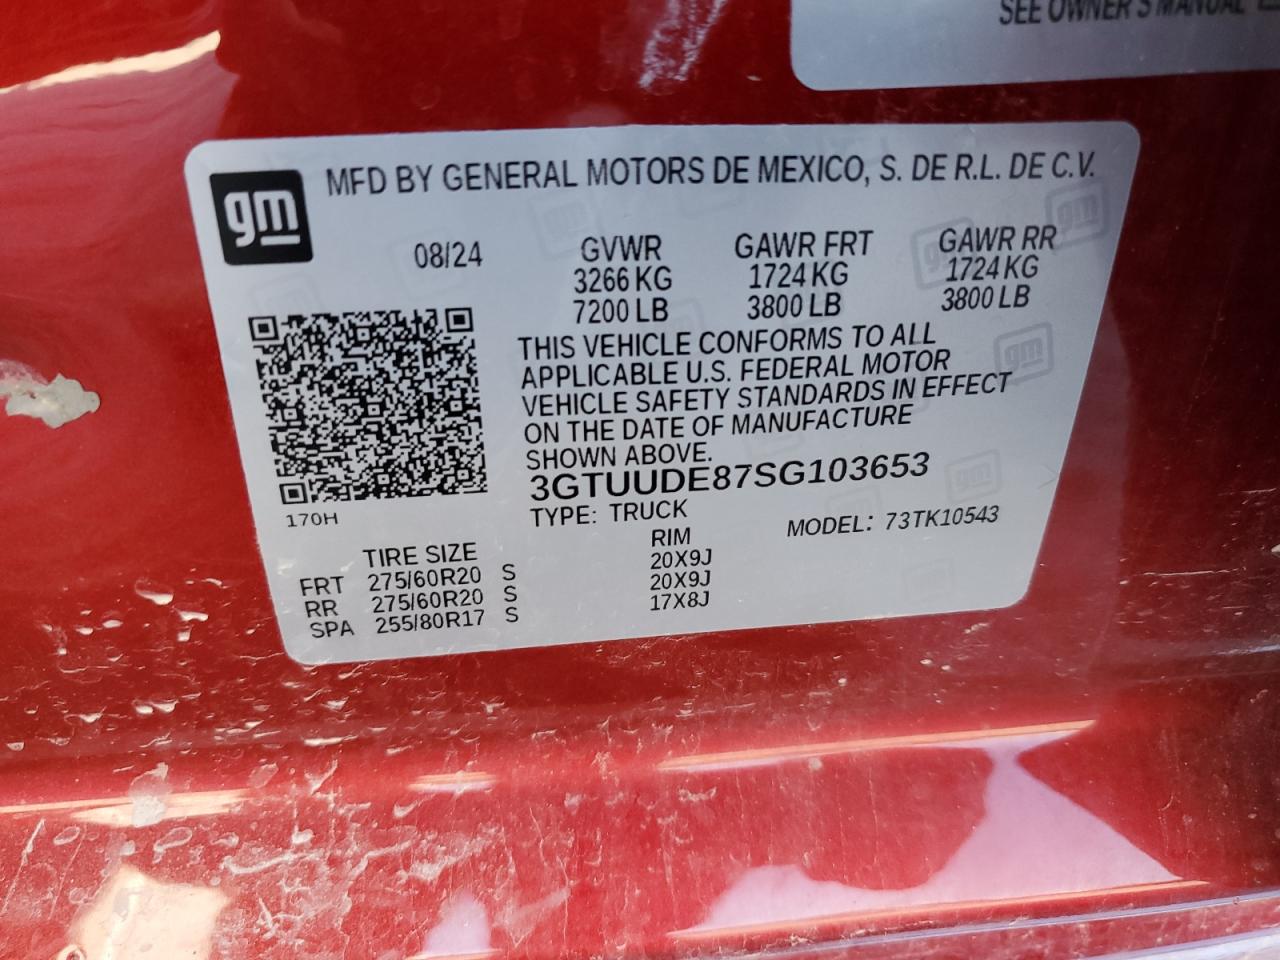 SEE OWNER'S MANUAL
gm
MFD BY GENERAL MOTORS DE MEXICO, S. DE R.L. DE C.V.
08/24 GVWR GAWR FRT GAWR RR
3266 KG 1724 KG 1724 KG
7200 LB 3800 LB 3800 LB
THIS VEHICLE CONFORMS TO ALL
APPLICABLE U.S. FEDERAL MOTOR
VEHICLE SAFETY STANDARDS IN EFFECT
ON THE DATE OF MANUFACTURE
SHOWN ABOVE.
3GTUUDE87SG103653
170H
TYPE: TRUCK MODEL: 73TK10543
TIRE SIZE RIM
FRT 275/60R20 S 20X9J
RR 275/60R20 S 20X9J
SPA 255/80R17 S 17X8J